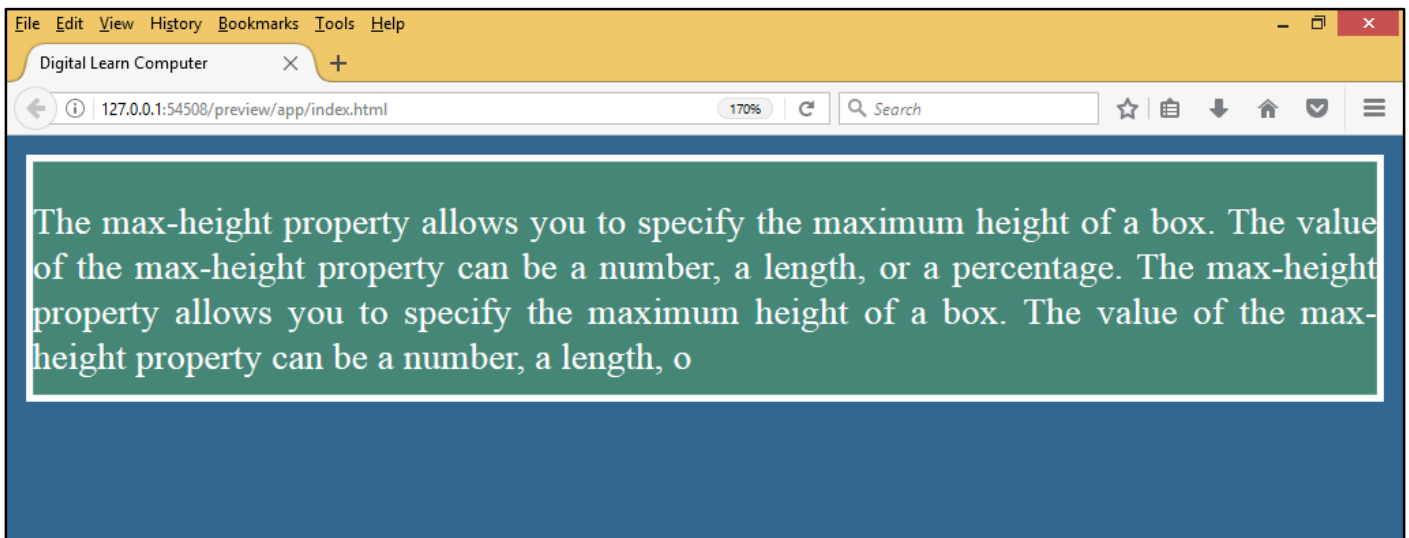 File Edit View History Bookmarks Tools Help
Digital Learn Computer
127.0.0.1:54508/preview/app/index.html 170% Search
The max-height property allows you to specify the maximum height of a box. The value
of the max-height property can be a number, a length, or a percentage. The max-height
property allows you to specify the maximum height of a box. The value of the max-
height property can be a number, a length, o